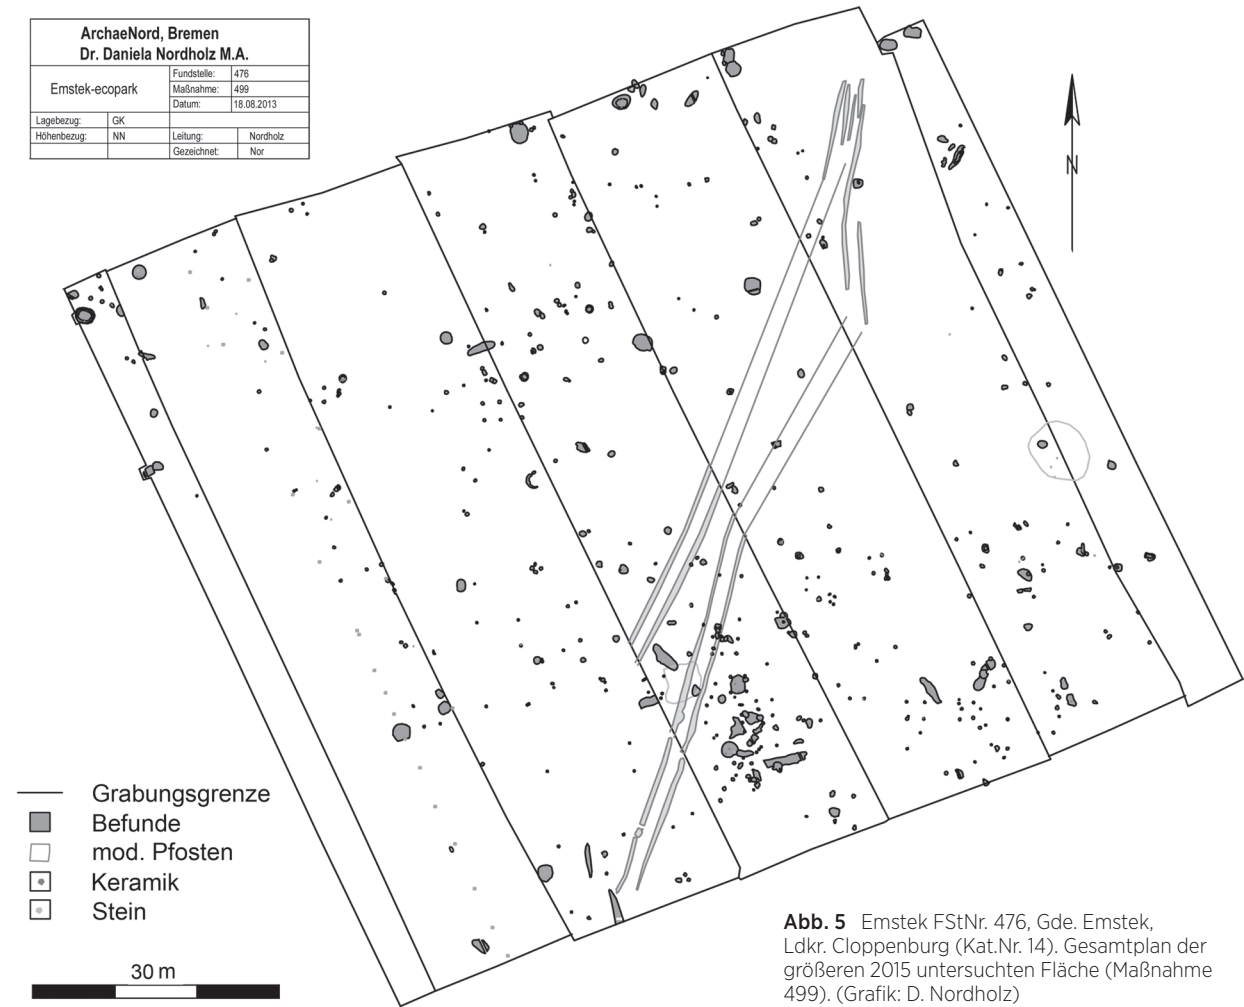 ArchaeNord, Bremen
Dr. Daniela Nordholz M.A.
Emstek-ecopark
Fundstelle: 476
Maßnahme: 499
Datum: 18.08.2013
Lagebezug: GK
Höhenbezug: NN Leitung: Nordholz
Gezeichnet: Nor
N
Grabungsgrenze
Befunde
mod. Pfosten
Keramik
Stein
30 m
Abb. 5 Emstek FStNr. 476, Gde. Emstek,
Ldkr. Cloppenburg (Kat.Nr. 14). Gesamtplan der
größeren 2015 untersuchten Fläche (Maßnahme
499). (Grafik: D. Nordholz)